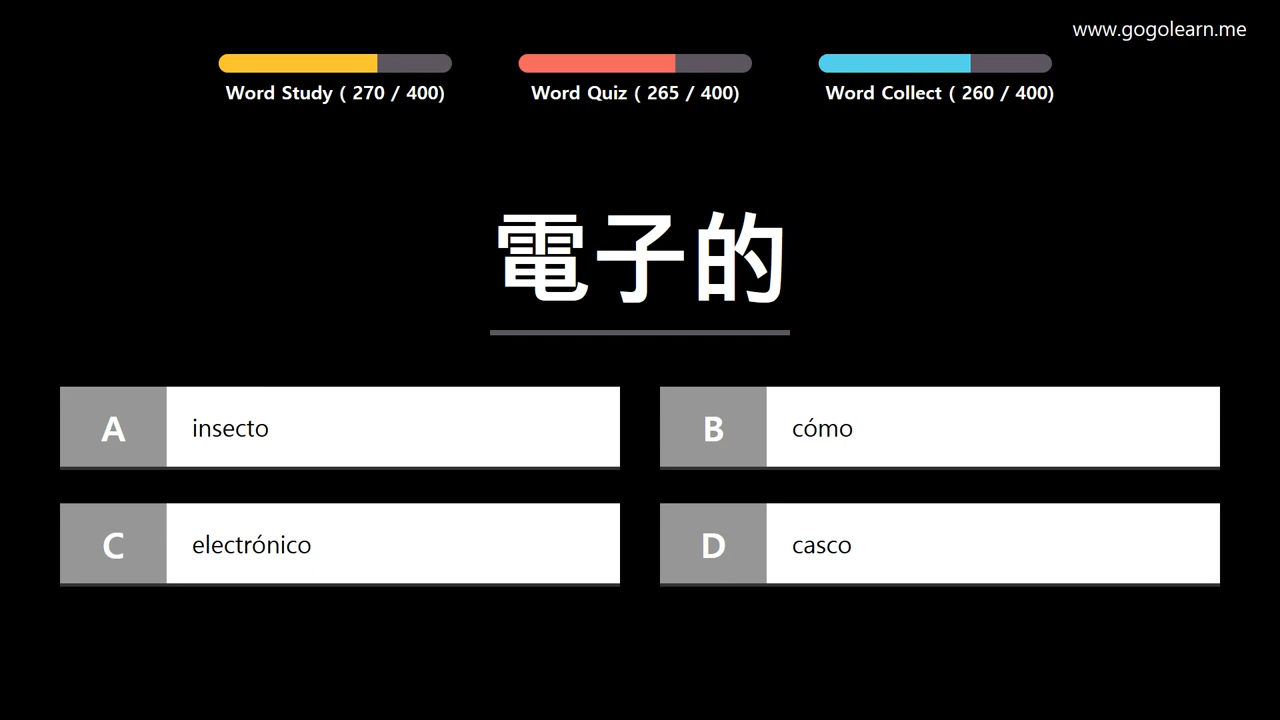 www.gogolearn.me
Word Study ( 270 / 400)
Word Quiz ( 265 / 400)
Word Collect ( 260 / 400)
電子的
A insecto
B cómo
C electrónico
D casco